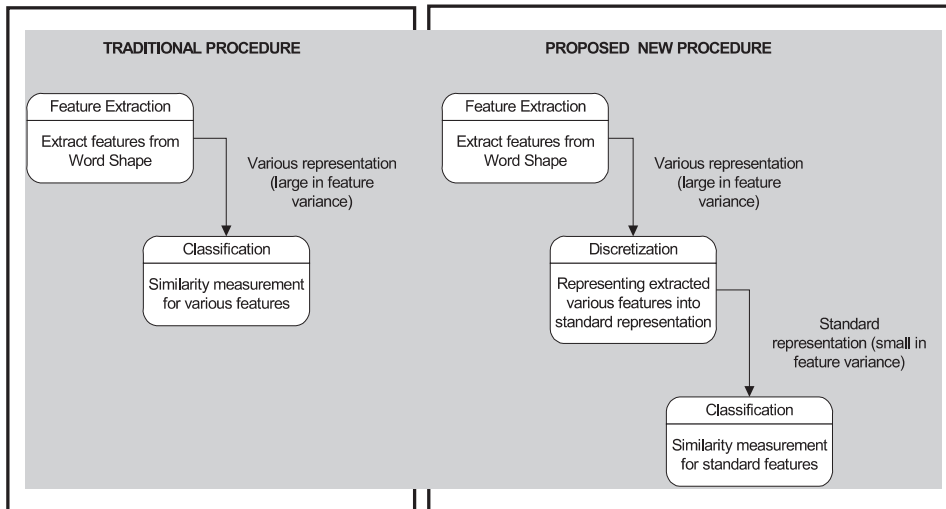 TRADITIONAL PROCEDURE
Feature Extraction
Extract features from
Word Shape
Various representation
(large in feature
variance)
Classification
Similarity measurement
for various features
PROPOSED NEW PROCEDURE
Feature Extraction
Extract features from
Word Shape
Various representation
(large in feature
variance)
Discretization
Representing extracted
various features into
standard representation
Standard
representation (small in
feature variance)
Classification
Similarity measurement
for standard features